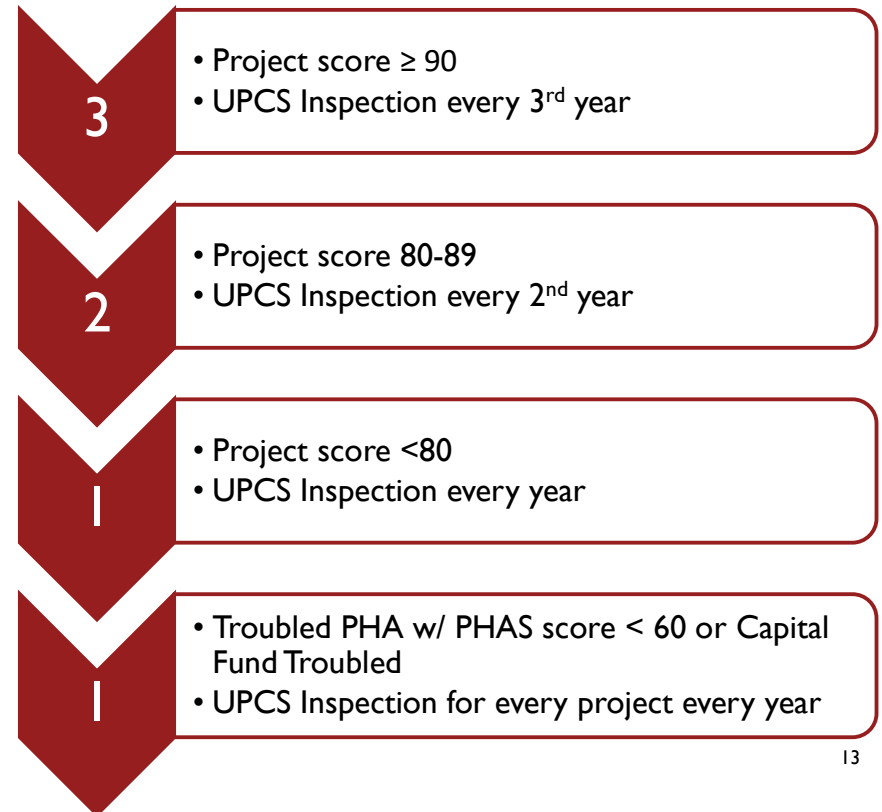 3
• Project score ≥ 90
• UPCS Inspection every 3rd year
2
• Project score 80-89
• UPCS Inspection every 2nd year
1
• Project score <80
• UPCS Inspection every year
1
• Troubled PHA w/ PHAS score < 60 or Capital
Fund Troubled
• UPCS Inspection for every project every year
13